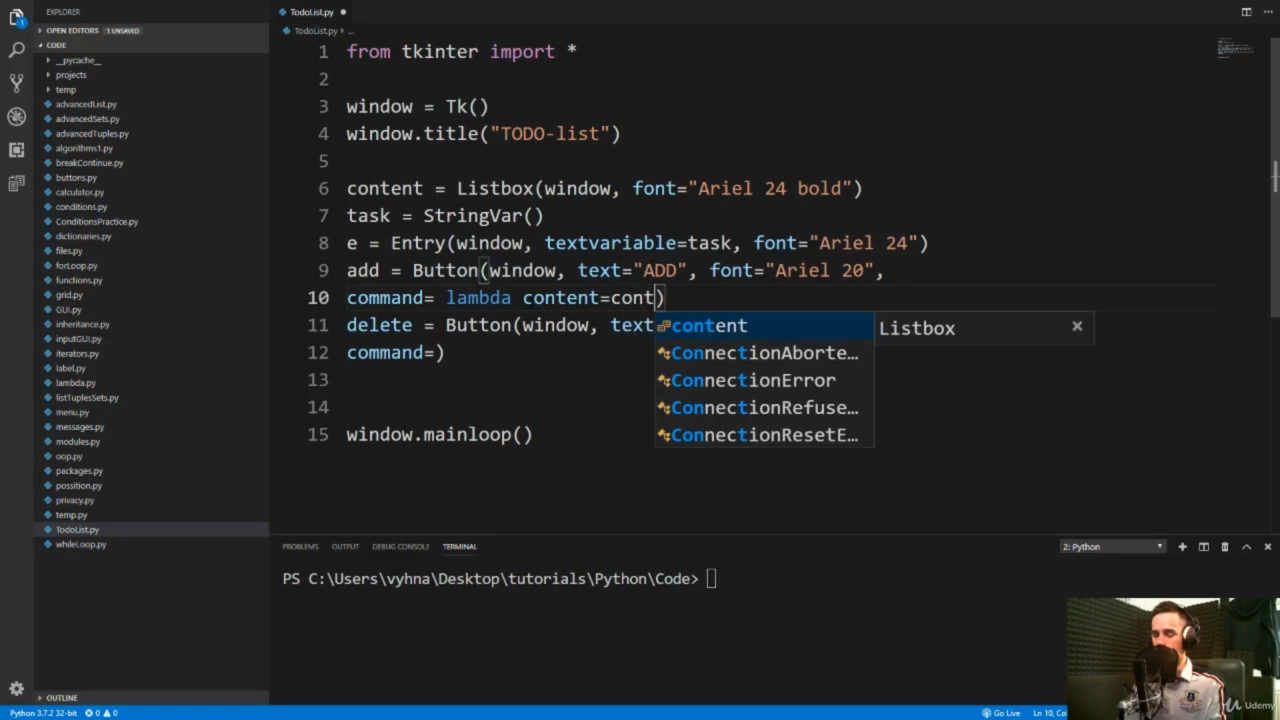 EXPLORER
OPEN EDITORS 1 UNSAVED
CODE
__pycache__
projects
temp
advancedList.py
advancedSets.py
advancedTuples.py
algorithms1.py
breakContinue.py
buttons.py
calculator.py
conditions.py
ConditionsPractice.py
dictionaries.py
files.py
forLoop.py
functions.py
grid.py
GUI.py
inheritance.py
inputGUI.py
iterators.py
label.py
lambda.py
listTuplesSets.py
menu.py
messages.py
modules.py
oop.py
packages.py
possition.py
privacy.py
temp.py
TodoList.py
whileLoop.py
OUTLINE
TodoList.py
TodoList.py ...
1 from tkinter import *
2
3 window = Tk()
4 window.title("TODO-list")
5
6 content = Listbox(window, font="Ariel 24 bold")
7 task = StringVar()
8 e = Entry(window, textvariable=task, font="Ariel 24")
9 add = Button(window, text="ADD", font="Ariel 20",
10 command= lambda content=cont)
11 delete = Button(window, text
12 command=)
13
14
15 window.mainloop()
content
Listbox
ConnectionAborte…
ConnectionError
ConnectionRefuse…
ConnectionResetE…
PROBLEMS OUTPUT DEBUG CONSOLE TERMINAL
2: Python
PS C:\Users\vyhna\Desktop\tutorials\Python\Code>
1
Python 3.7.2 32-bit 0 0
Go Live Ln 10, Co
Udemy